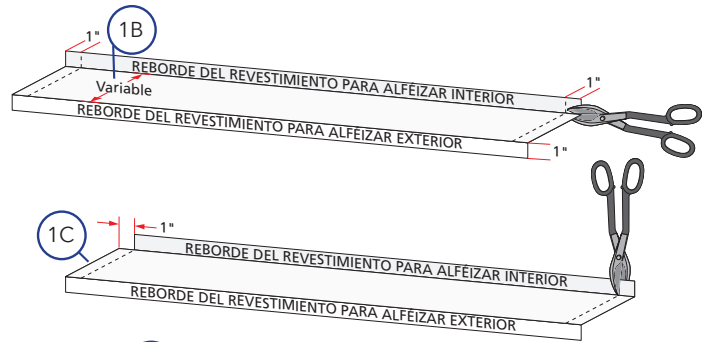 1"
1B
REBORDE DEL REVESTIMIENTO PARA ALFÉIZAR INTERIOR
1"
Variable
REBORDE DEL REVESTIMIENTO PARA ALFÉIZAR EXTERIOR
1"
1C
1"
REBORDE DEL REVESTIMIENTO PARA ALFÉIZAR INTERIOR
REBORDE DEL REVESTIMIENTO PARA ALFÉIZAR EXTERIOR